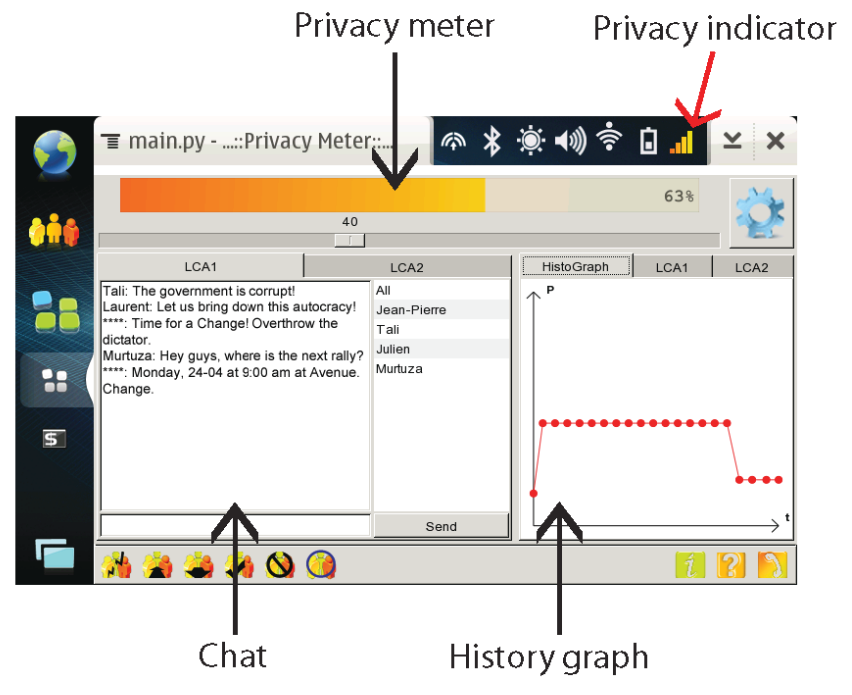 Privacy meter
Privacy indicator
main.py - ...::Privacy Meter::...
63%
40
LCA1
LCA2
HistoGraph
LCA1
LCA2
Tali: The government is corrupt!
Laurent: Let us bring down this autocracy!
****: Time for a Change! Overthrow the
dictator.
Murtuza: Hey guys, where is the next rally?
****: Monday, 24-04 at 9:00 am at Avenue.
Change.
All
Jean-Pierre
Tali
Julien
Murtuza
P
t
$
Send
i
?
Chat
History graph